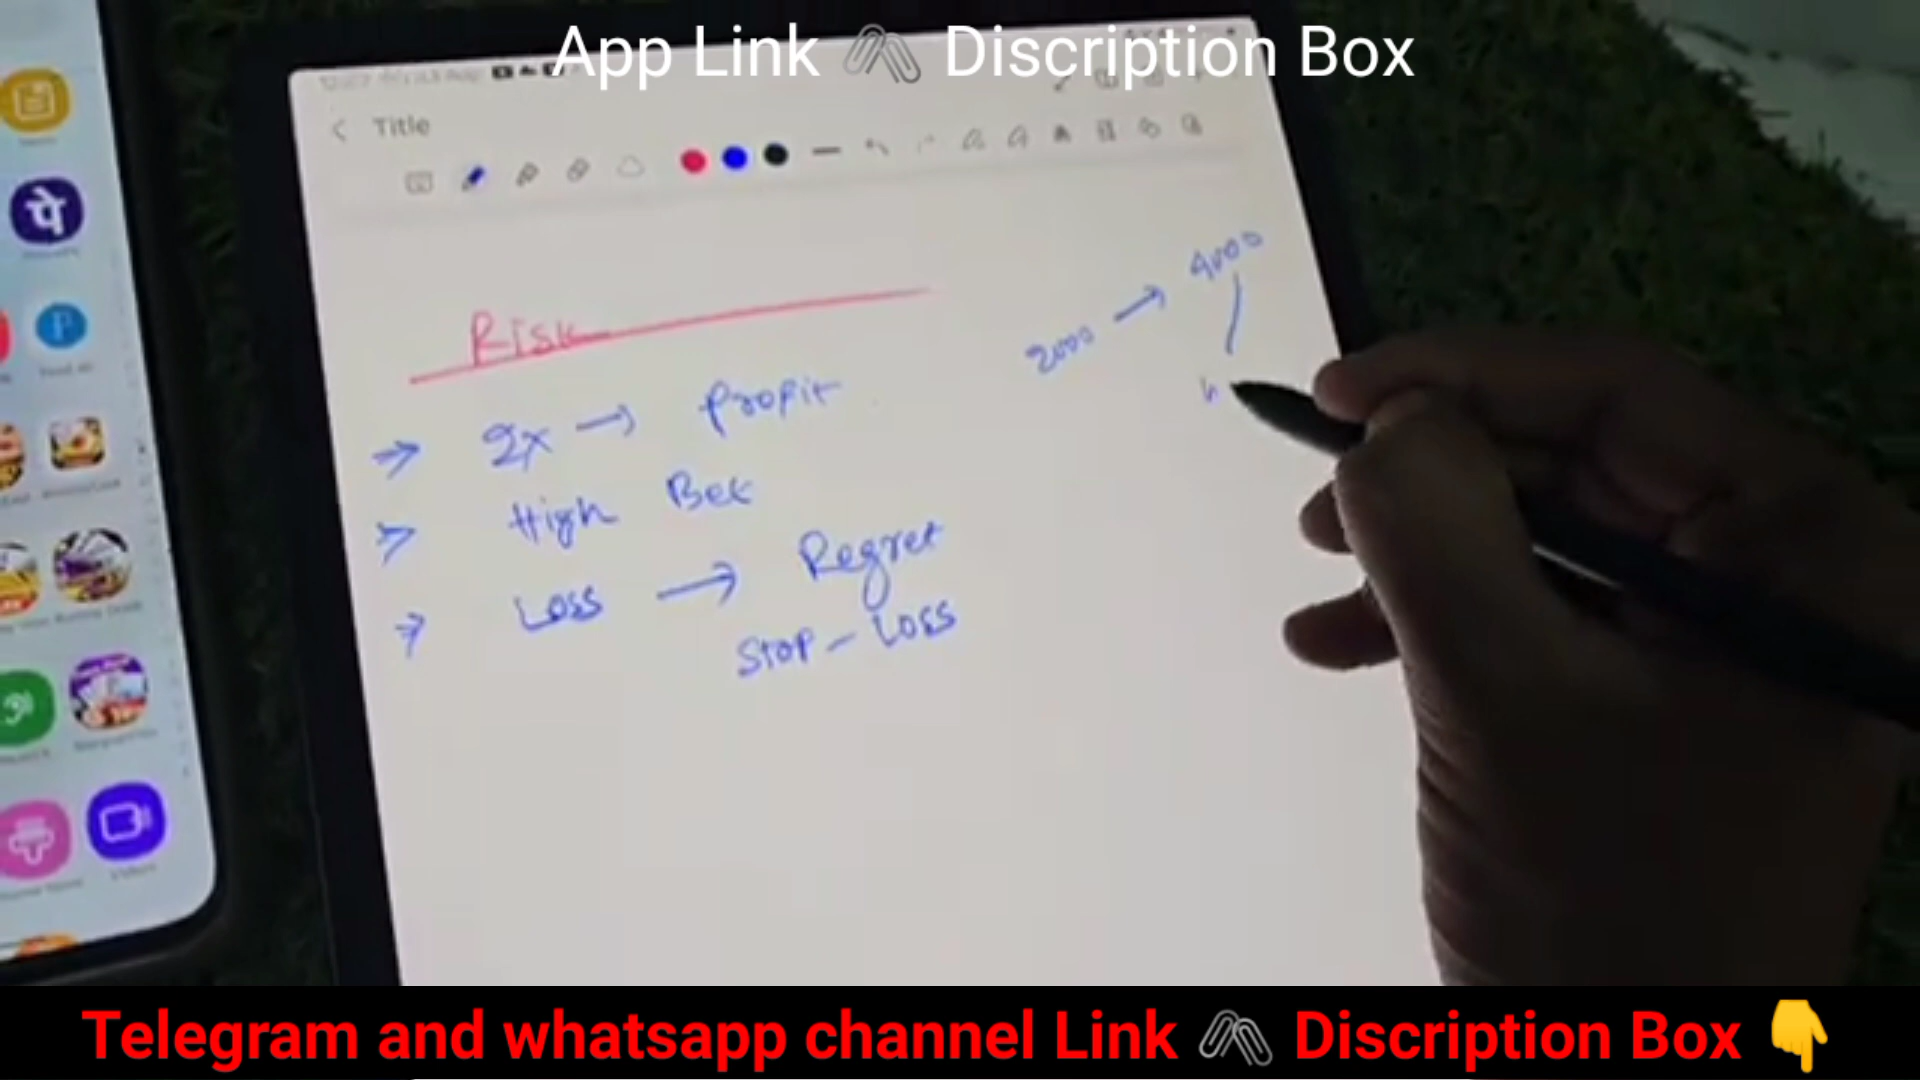 App Link 🖇 Discription Box
Title
Risk
2000 → 4000
→ 2x → Profit
→ High Bet
→ Loss → Regret
Stop - Loss
पे
Telegram and whatsapp channel Link 🖇 Discription Box 👇